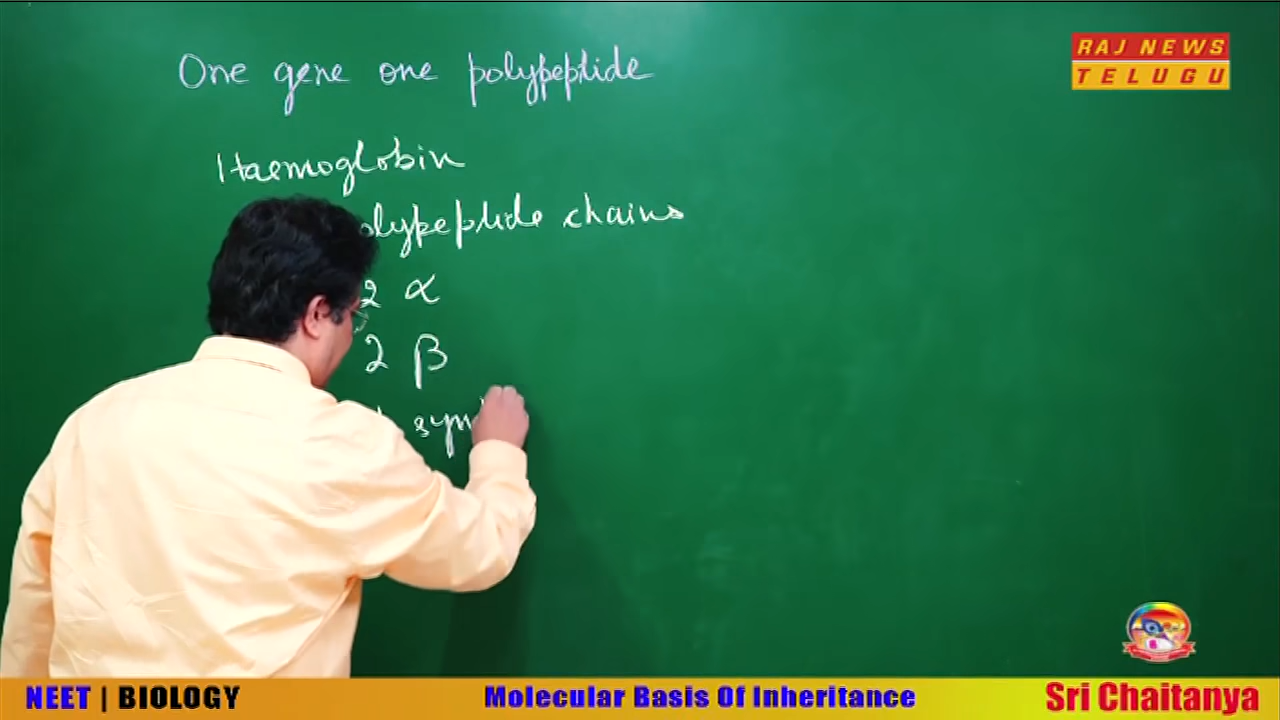 One gene one polypeptide
RAJ NEWS
TELUGU
Haemoglobin
olypeptide chains
2 α
2 β
NEET | BIOLOGY
Molecular Basis Of Inheritance
Sri Chaitanya